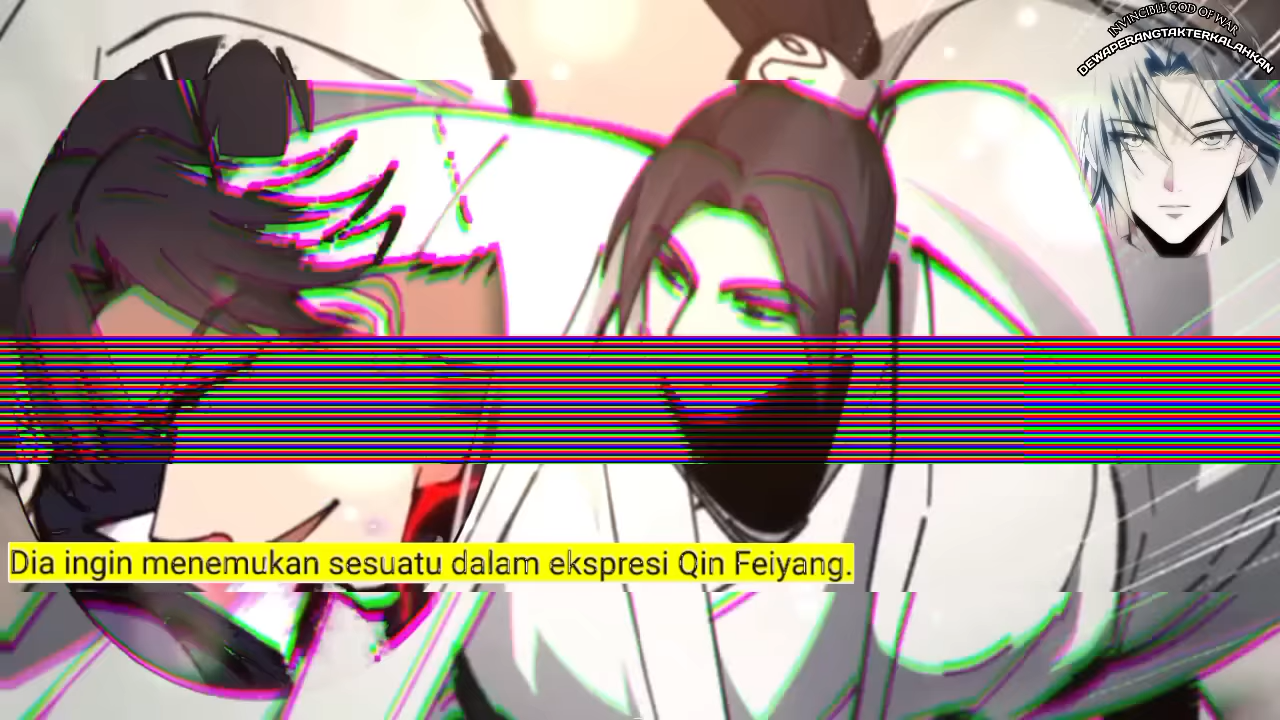 INVINCIBLE GOD OF WAR
DEWAPERANGTAKTERKALAHKAN
Dia ingin menemukan sesuatu dalam ekspresi Qin Feiyang.